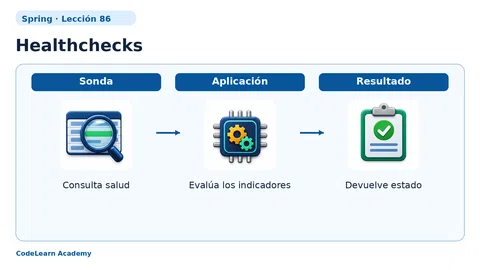 Spring · Lección 86
Healthchecks
Sonda
Aplicación
Resultado
Consulta salud
Evalúa los indicadores
Devuelve estado
CodeLearn Academy